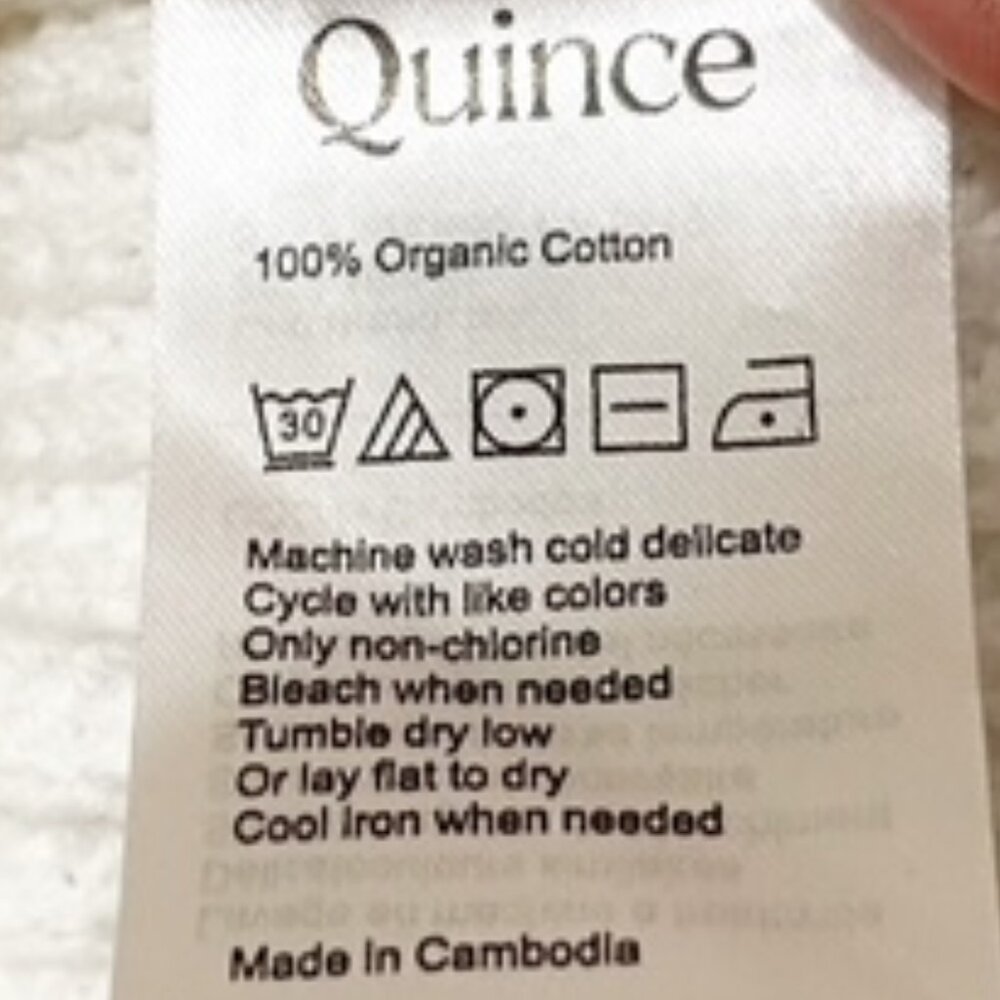 Quince
100% Organic Cotton
30
Machine wash cold delicate
Cycle with like colors
Only non-chlorine
Bleach when needed
Tumble dry low
Or lay flat to dry
Cool iron when needed
Made in Cambodia